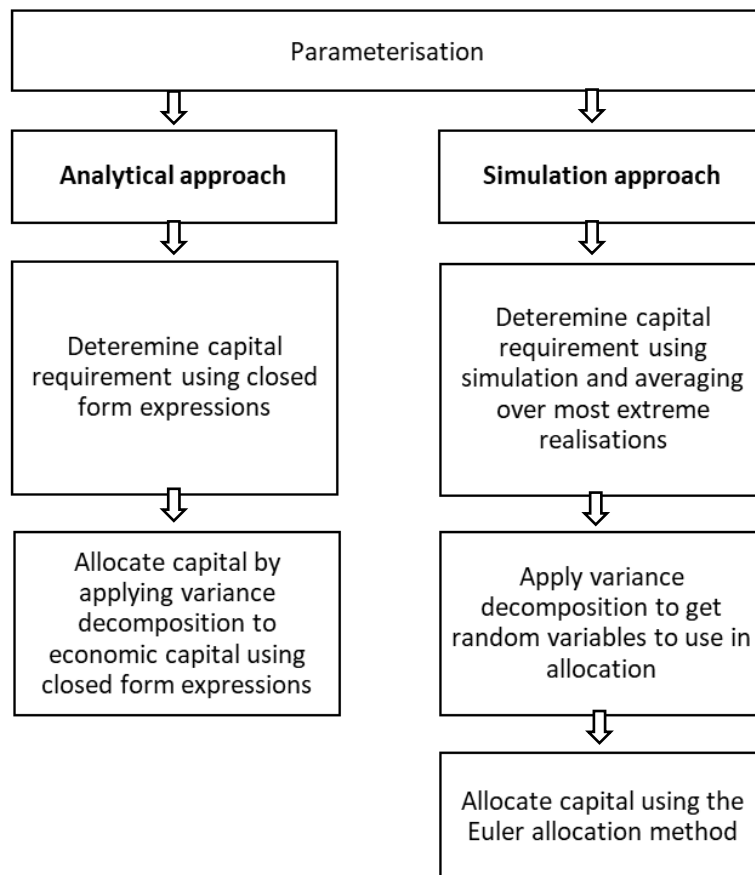 Parameterisation
Analytical approach
Simulation approach
Deteremine capital
requirement using closed
form expressions
Deteremine capital
requirement using
simulation and averaging
over most extreme
realisations
Allocate capital by
applying variance
decomposition to
economic capital using
closed form expressions
Apply variance
decomposition to get
random variables to use in
allocation
Allocate capital using the
Euler allocation method